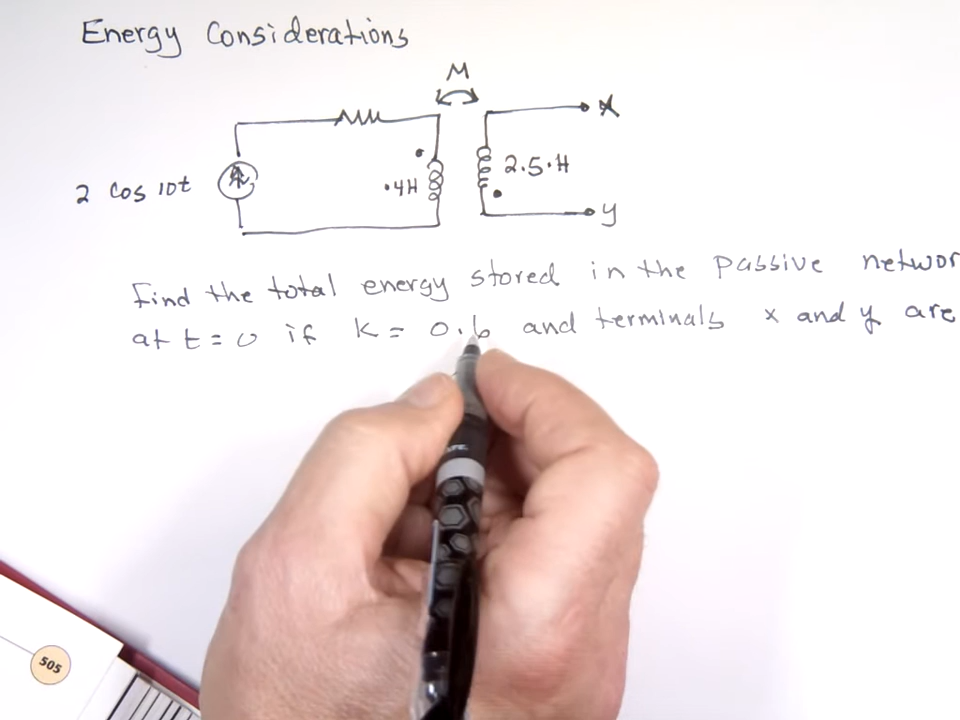 Energy Considerations
M
x
2.5·H
2 cos 10t
·4H
y
Find the total energy stored in the passive networ
at t=0 if k= 0.6 and terminals x and y are
505